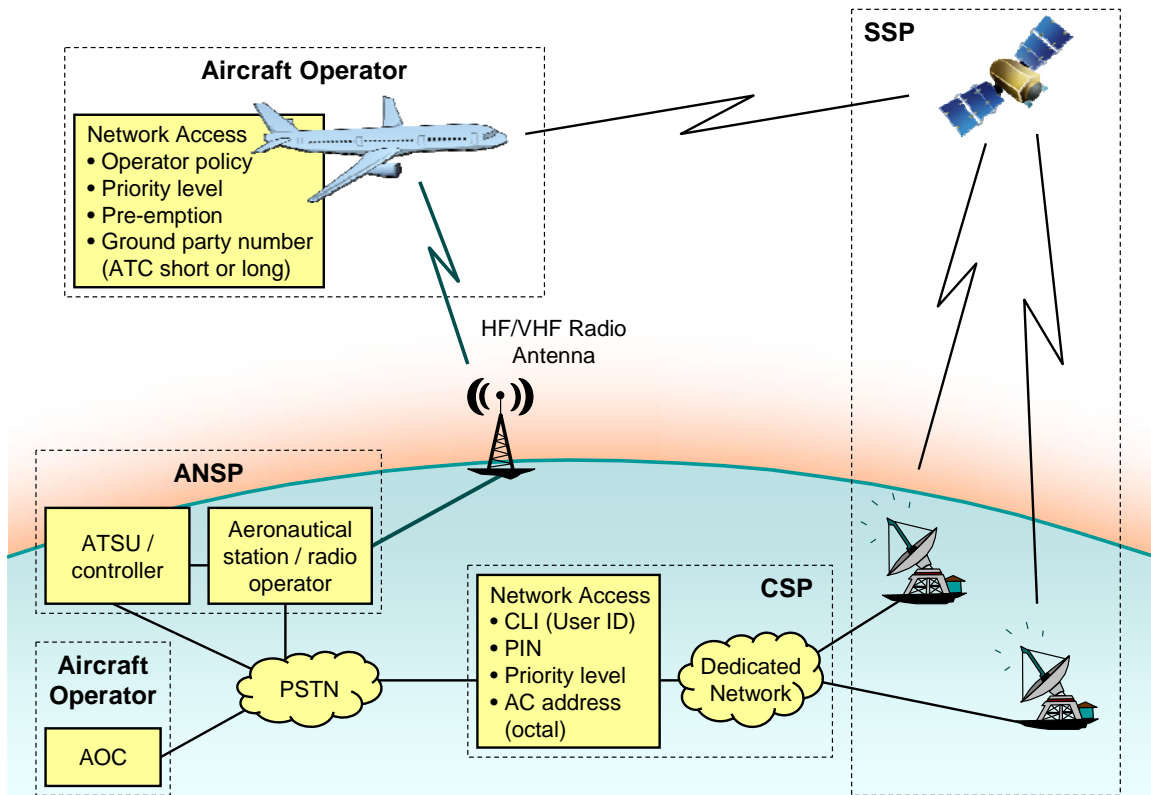 SSP
Aircraft Operator
Network Access
• Operator policy
• Priority level
• Pre-emption
• Ground party number
(ATC short or long)
HF/VHF Radio
Antenna
ANSP
ATSU /
controller
Aeronautical
station / radio
operator
CSP
Network Access
• CLI (User ID)
• PIN
• Priority level
• AC address
(octal)
Dedicated
Network
PSTN
Aircraft
Operator
AOC